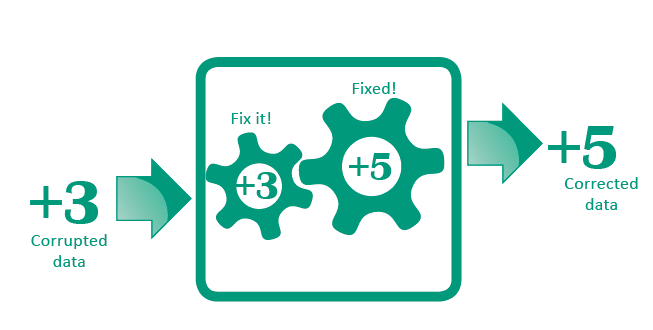 +3
Corrupted
data
Fix it!
+3
Fixed!
+5
+5
Corrected
data